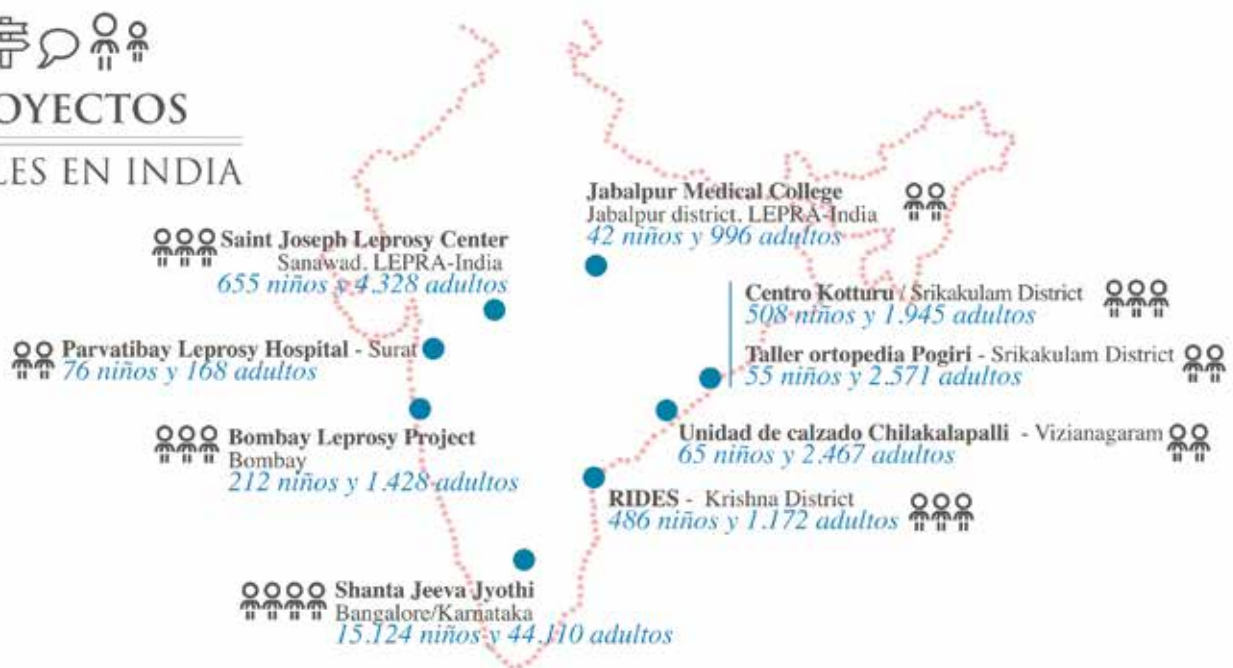 OYECTOS
LES EN INDIA
Jabalpur Medical College
Jabalpur district. LEPRA-India
42 niños y 996 adultos
Saint Joseph Leprosy Center
Sanawad. LEPRA-India
655 niños y 4.328 adultos
Centro Kotturu / Srikakulam District
508 niños y 1.945 adultos
Parvatibay Leprosy Hospital - Surat
76 niños y 168 adultos
Taller ortopedia Pogiri - Srikakulam District
55 niños y 2.571 adultos
Bombay Leprosy Project
Bombay
212 niños y 1.428 adultos
Unidad de calzado Chilakalapalli - Vizianagaram
65 niños y 2.467 adultos
RIDES - Krishna District
486 niños y 1.172 adultos
Shanta Jeeva Jyothi
Bangalore/Karnataka
15.124 niños y 44.110 adultos